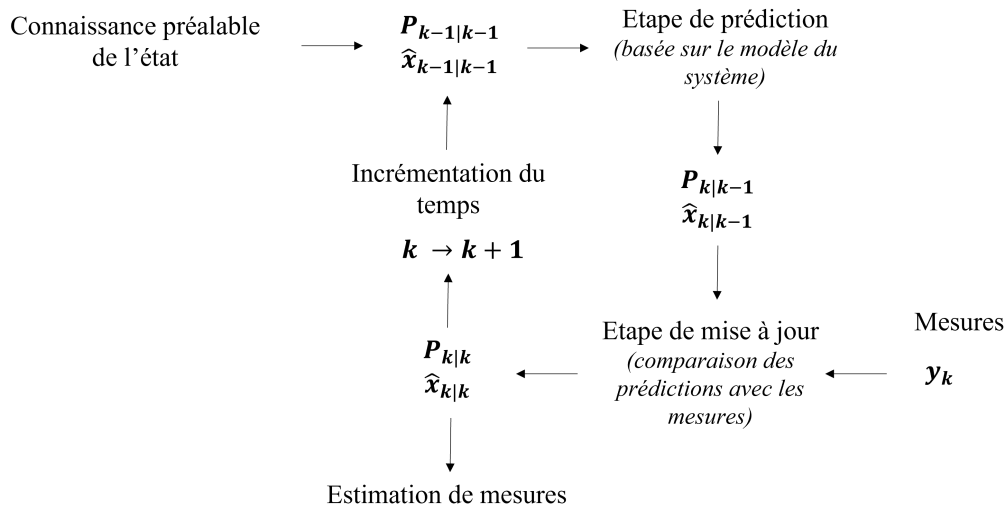 Connaissance préalable
de l’état
P_{k−1|k−1}
x̂_{k−1|k−1}
Etape de prédiction
(basée sur le modèle du
système)
P_{k|k−1}
x̂_{k|k−1}
Incrémentation du
temps
k → k + 1
Etape de mise à jour
(comparaison des
prédictions avec les
mesures)
Mesures
y_k
P_{k|k}
x̂_{k|k}
Estimation de mesures